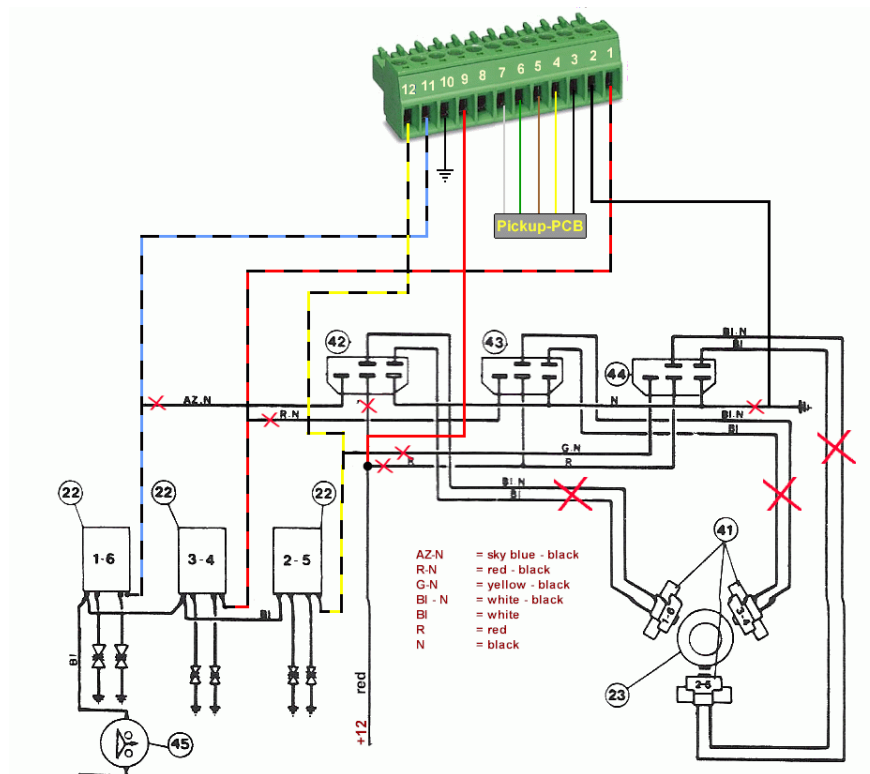 12 11 10 9 8 7 6 5 4 3 2 1
Pickup-PCB
42
43
44
BI.N
BI
AZ.N
N
R.N
BI.N
BI
G.N
R
R
BI.N
BI
22
22
22
41
1-6
3-4
2-5
AZ-N = sky blue - black
R-N = red - black
G-N = yellow - black
BI - N = white - black
BI = white
R = red
N = black
1-6
3-4
BI
BI
2-5
23
red
+12
45